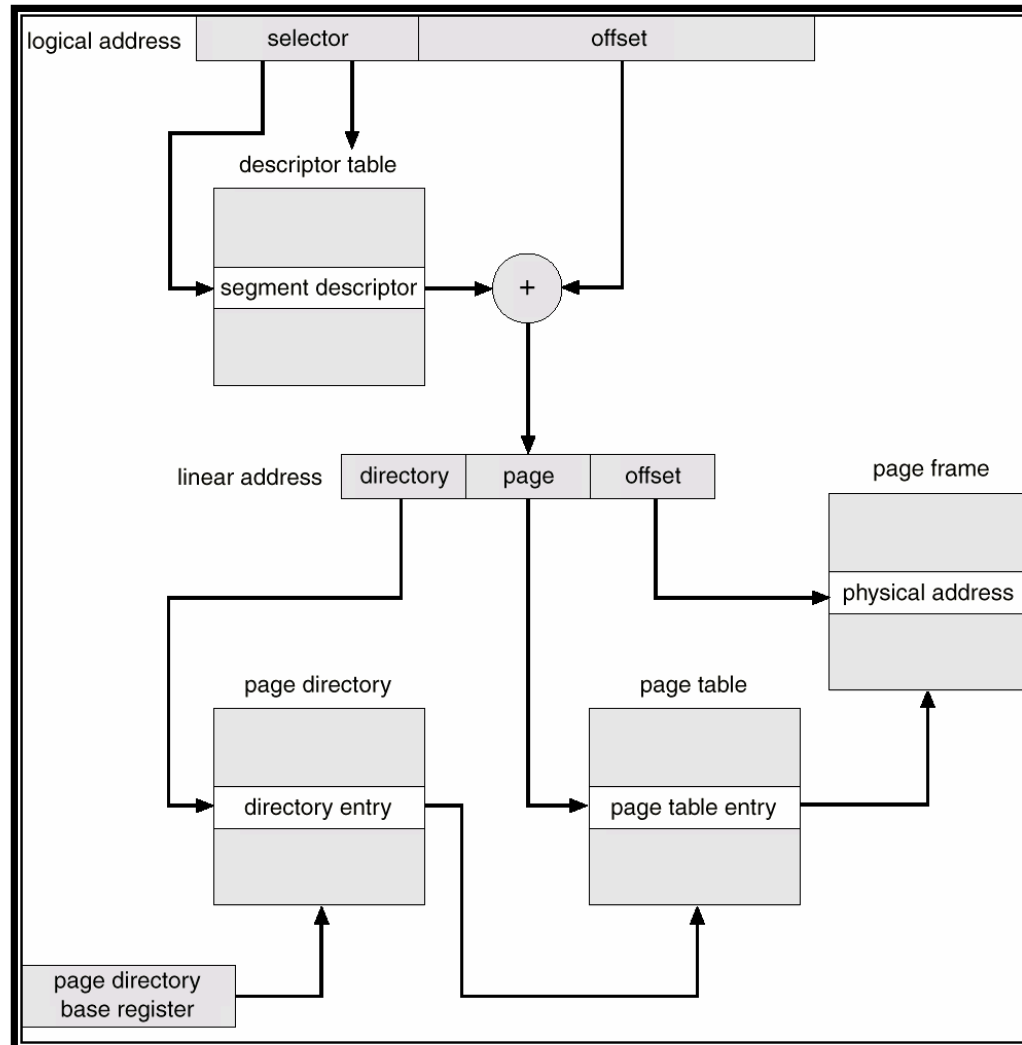 logical address
selector
offset
descriptor table
segment descriptor
+
linear address
directory
page
offset
page frame
physical address
page directory
page table
directory entry
page table entry
page directory
base register